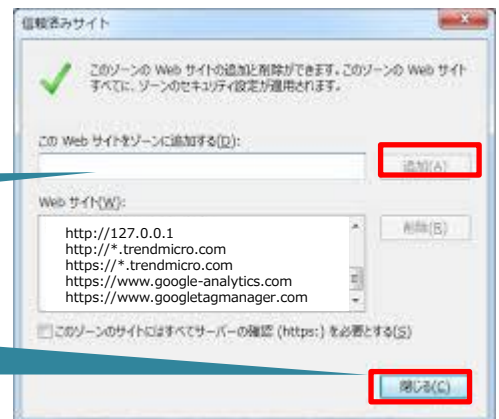 信頼済みサイト
このゾーンの Web サイトの追加と削除ができます。このゾーンの Web サイト
すべてに、ゾーンのセキュリティ設定が適用されます。
この Web サイトをゾーンに追加する(D):
追加(A)
Web サイト(W):
http://127.0.0.1
http://*.trendmicro.com
https://*.trendmicro.com
https://www.google-analytics.com
https://www.googletagmanager.com
削除(R)
このゾーンのサイトにはすべてサーバーの確認 (https:) を必要とする(S)
閉じる(C)